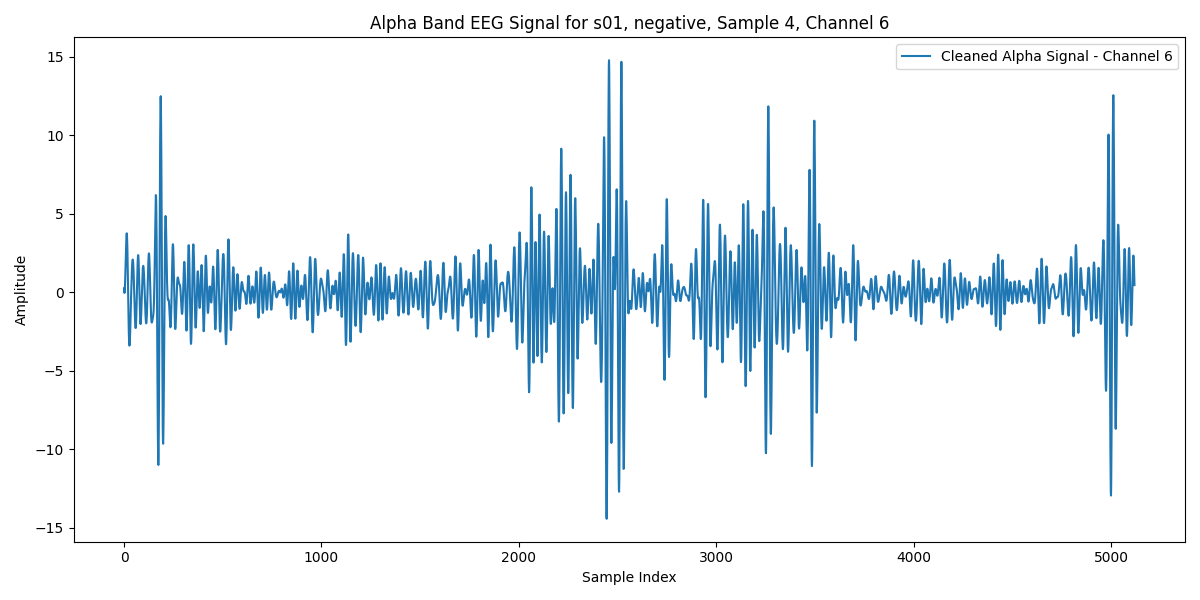 Alpha Band EEG Signal for s01, negative, Sample 4, Channel 6
Cleaned Alpha Signal - Channel 6
Amplitude
15
10
5
0
−5
−10
−15
0 1000 2000 3000 4000 5000
Sample Index